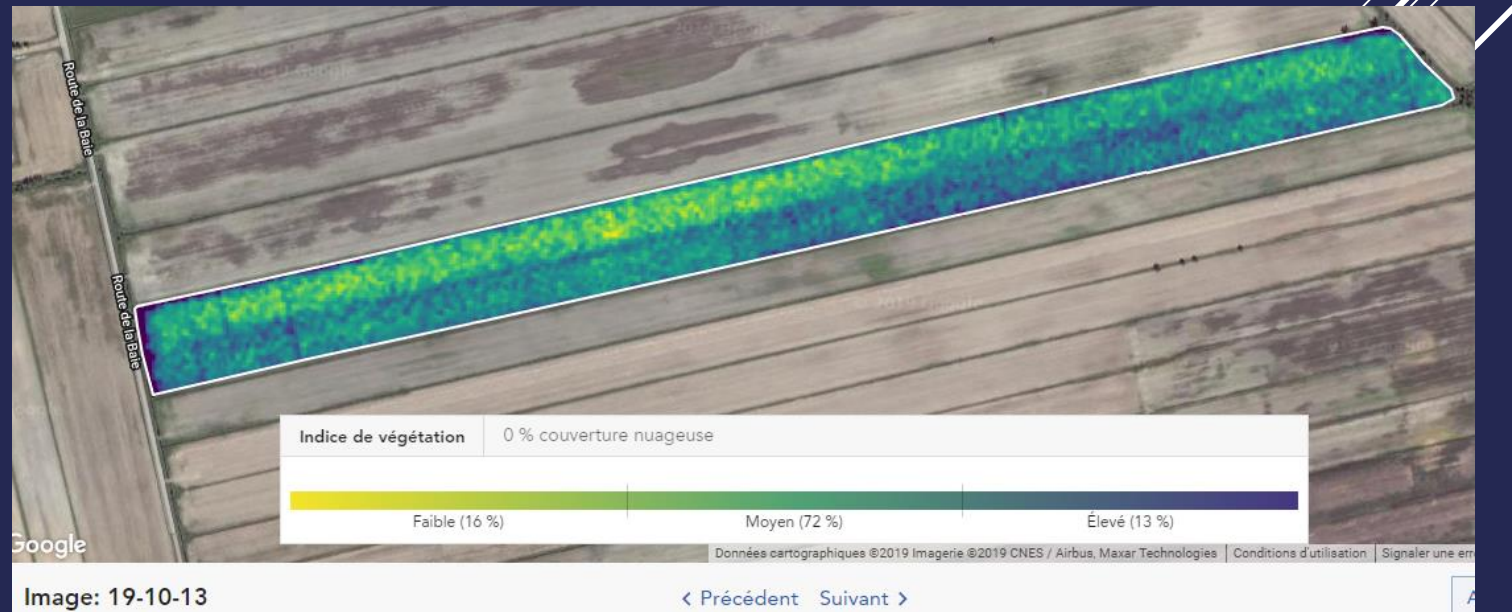 Route de la Baie
Route de la Baie
Indice de végétation
0 % couverture nuageuse
Faible (16 %)
Moyen (72 %)
Élevé (13 %)
Google
Données cartographiques ©2019 Imagerie ©2019 CNES / Airbus, Maxar Technologies
Conditions d'utilisation
Signaler une
Image: 19-10-13
< Précédent
Suivant >